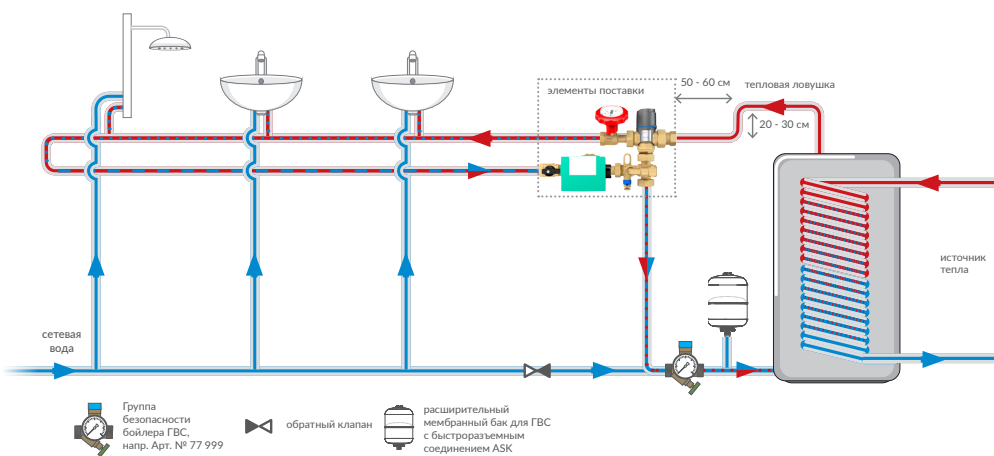 элементы поставки
50 - 60 см
тепловая ловушка
20 - 30 см
источник
тепла
сетевая
вода
Группа
безопасности
бойлера ГВС,
напр. Арт. № 77 999
обратный клапан
расширительный
мембранный бак для ГВС
с быстроразъемным
соединением ASK